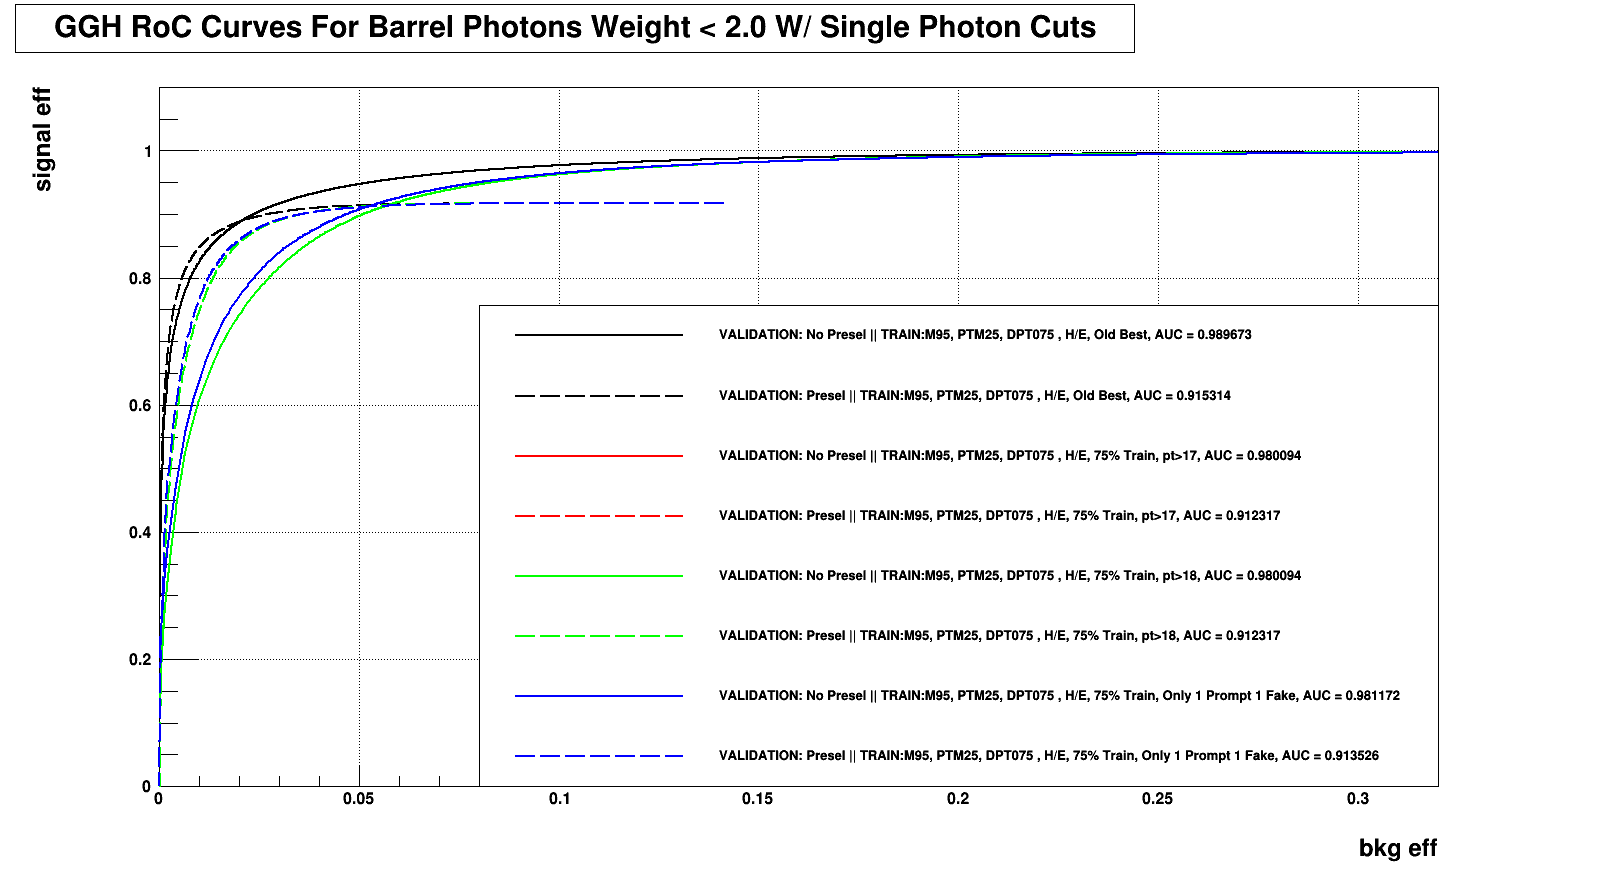 GGH RoC Curves For Barrel Photons Weight < 2.0 W/ Single Photon Cuts
signal eff
1
0.8
0.6
0.4
0.2
0
VALIDATION: No Presel || TRAIN:M95, PTM25, DPT075 , H/E, Old Best, AUC = 0.989673
VALIDATION: Presel || TRAIN:M95, PTM25, DPT075 , H/E, Old Best, AUC = 0.915314
VALIDATION: No Presel || TRAIN:M95, PTM25, DPT075 , H/E, 75% Train, pt>17, AUC = 0.980094
VALIDATION: Presel || TRAIN:M95, PTM25, DPT075 , H/E, 75% Train, pt>17, AUC = 0.912317
VALIDATION: No Presel || TRAIN:M95, PTM25, DPT075 , H/E, 75% Train, pt>18, AUC = 0.980094
VALIDATION: Presel || TRAIN:M95, PTM25, DPT075 , H/E, 75% Train, pt>18, AUC = 0.912317
VALIDATION: No Presel || TRAIN:M95, PTM25, DPT075 , H/E, 75% Train, Only 1 Prompt 1 Fake, AUC = 0.981172
VALIDATION: Presel || TRAIN:M95, PTM25, DPT075 , H/E, 75% Train, Only 1 Prompt 1 Fake, AUC = 0.913526
0 0.05 0.1 0.15 0.2 0.25 0.3
bkg eff